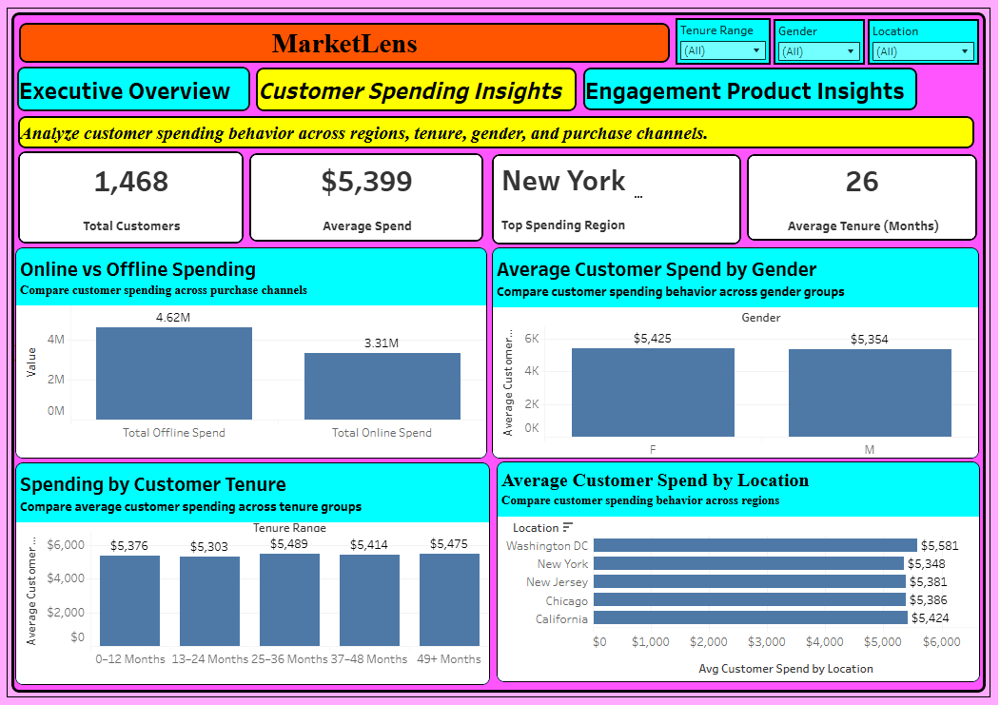 MarketLens
Tenure Range
(All)
Gender
(All)
Location
(All)
Executive Overview
Customer Spending Insights
Engagement Product Insights
Analyze customer spending behavior across regions, tenure, gender, and purchase channels.
1,468
Total Customers
$5,399
Average Spend
New York ...
Top Spending Region
26
Average Tenure (Months)
Online vs Offline Spending
Compare customer spending across purchase channels
Value
4M
2M
0M
4.62M
3.31M
Total Offline Spend
Total Online Spend
Average Customer Spend by Gender
Compare customer spending behavior across gender groups
Gender
Average Customer...
6K
4K
2K
0K
$5,425
$5,354
F
M
Spending by Customer Tenure
Compare average customer spending across tenure groups
Tenure Range
Average Customer...
$6,000
$4,000
$2,000
$0
$5,376
$5,303
$5,489
$5,414
$5,475
0–12 Months
13–24 Months
25–36 Months
37–48 Months
49+ Months
Average Customer Spend by Location
Compare customer spending behavior across regions
Location
Washington DC $5,581
New York $5,348
New Jersey $5,381
Chicago $5,386
California $5,424
$0 $1,000 $2,000 $3,000 $4,000 $5,000 $6,000
Avg Customer Spend by Location